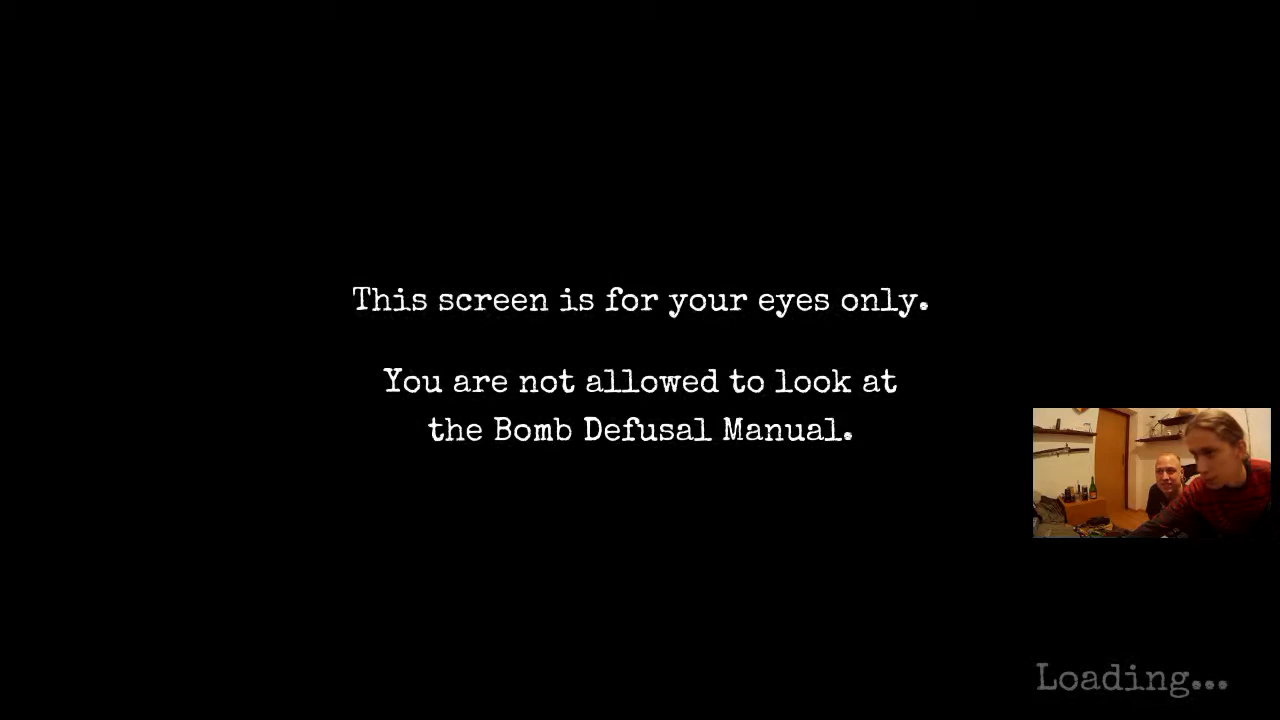 This screen is for your eyes only.
You are not allowed to look at
the Bomb Defusal Manual.
Loading...